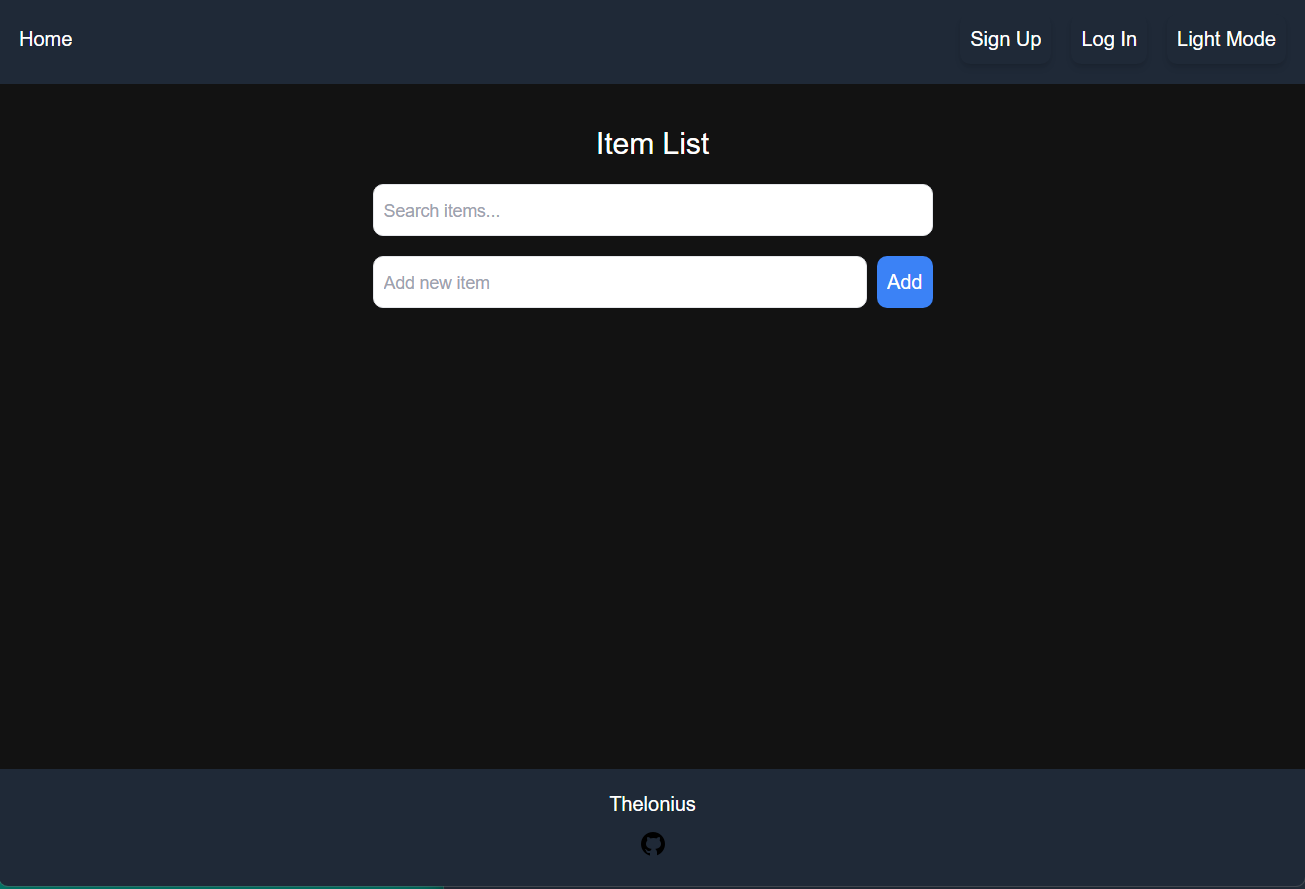 Home
Sign Up
Log In
Light Mode
Item List
Search items...
Add new item
Add
Thelonius